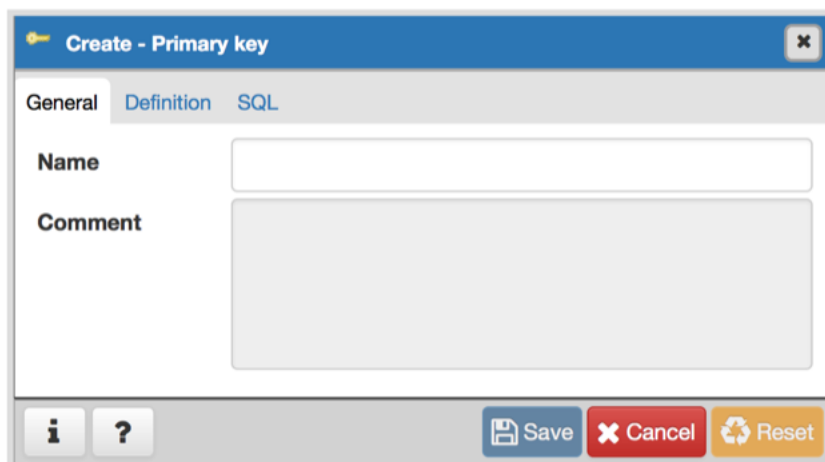 Create - Primary key
General Definition SQL
Name
Comment
i ? Save Cancel Reset